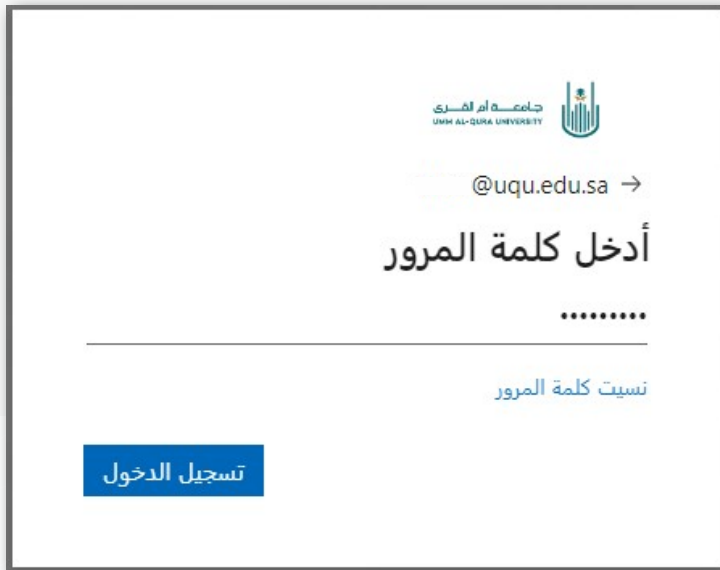 جامعة أم القرى
UMM AL-QURA UNIVERSITY
@uqu.edu.sa
أدخل كلمة المرور
•••••••••
نسيت كلمة المرور
تسجيل الدخول